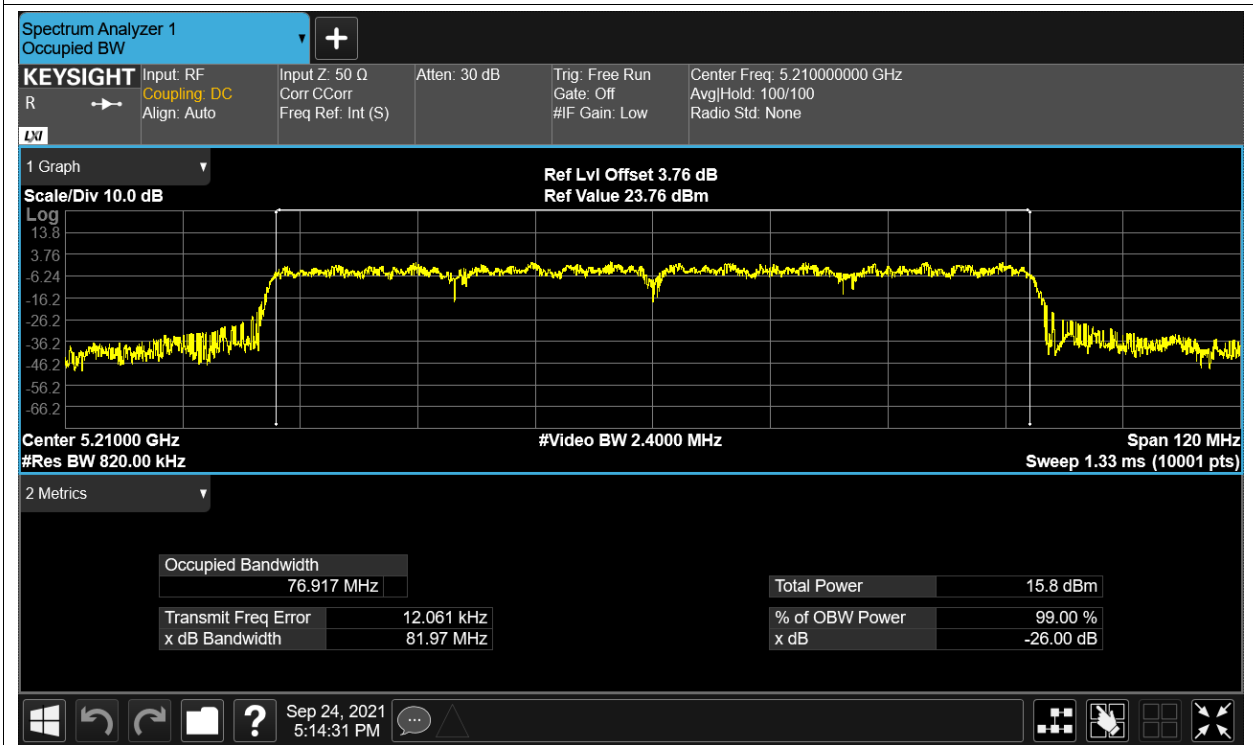 Spectrum Analyzer 1
Occupied BW
KEYSIGHT
R
LXI
Input: RF
Coupling: DC
Align: Auto
Input Z: 50 Ω
Corr CCorr
Freq Ref: Int (S)
Atten: 30 dB
Trig: Free Run
Gate: Off
#IF Gain: Low
Center Freq: 5.210000000 GHz
Avg|Hold: 100/100
Radio Std: None
1 Graph
Scale/Div 10.0 dB
Ref Lvl Offset 3.76 dB
Ref Value 23.76 dBm
Log
13.8
3.76
-6.24
-16.2
-26.2
-36.2
-46.2
-56.2
-66.2
Center 5.21000 GHz
#Video BW 2.4000 MHz
Span 120 MHz
#Res BW 820.00 kHz
Sweep 1.33 ms (10001 pts)
2 Metrics
Occupied Bandwidth
76.917 MHz
Transmit Freq Error 12.061 kHz
x dB Bandwidth 81.97 MHz
Total Power 15.8 dBm
% of OBW Power 99.00 %
x dB -26.00 dB
?
Sep 24, 2021
5:14:31 PM